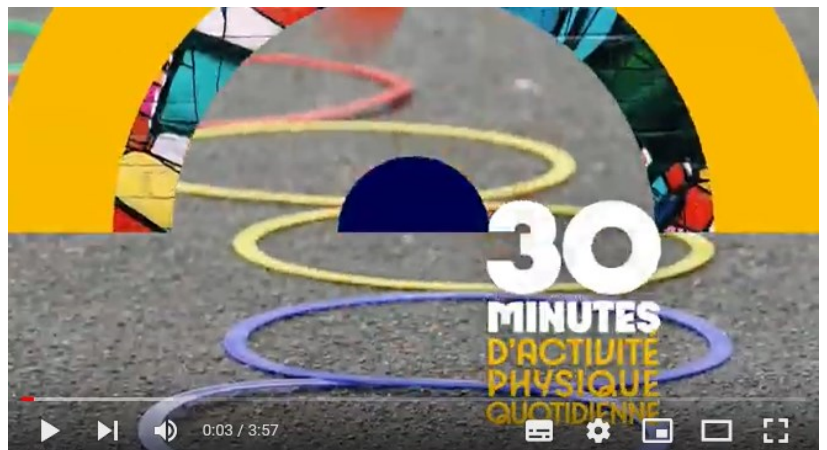 30
MINUTES
D'ACTIVITÉ
PHYSIQUE
QUOTIDIENNE
0:03 / 3:57